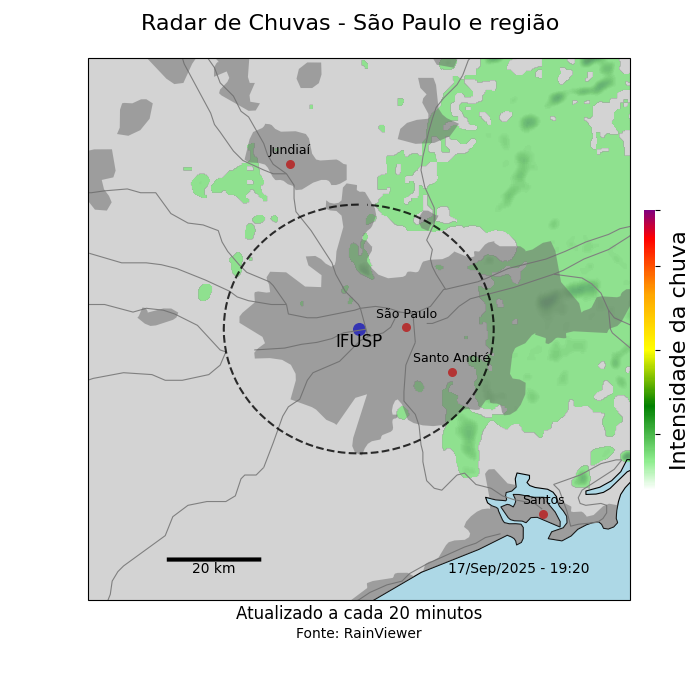 Radar de Chuvas - São Paulo e região
Jundiaí
São Paulo
IFUSP
Santo André
Santos
20 km
17/Sep/2025 - 19:20
Intensidade da chuva
Atualizado a cada 20 minutos
Fonte: RainViewer